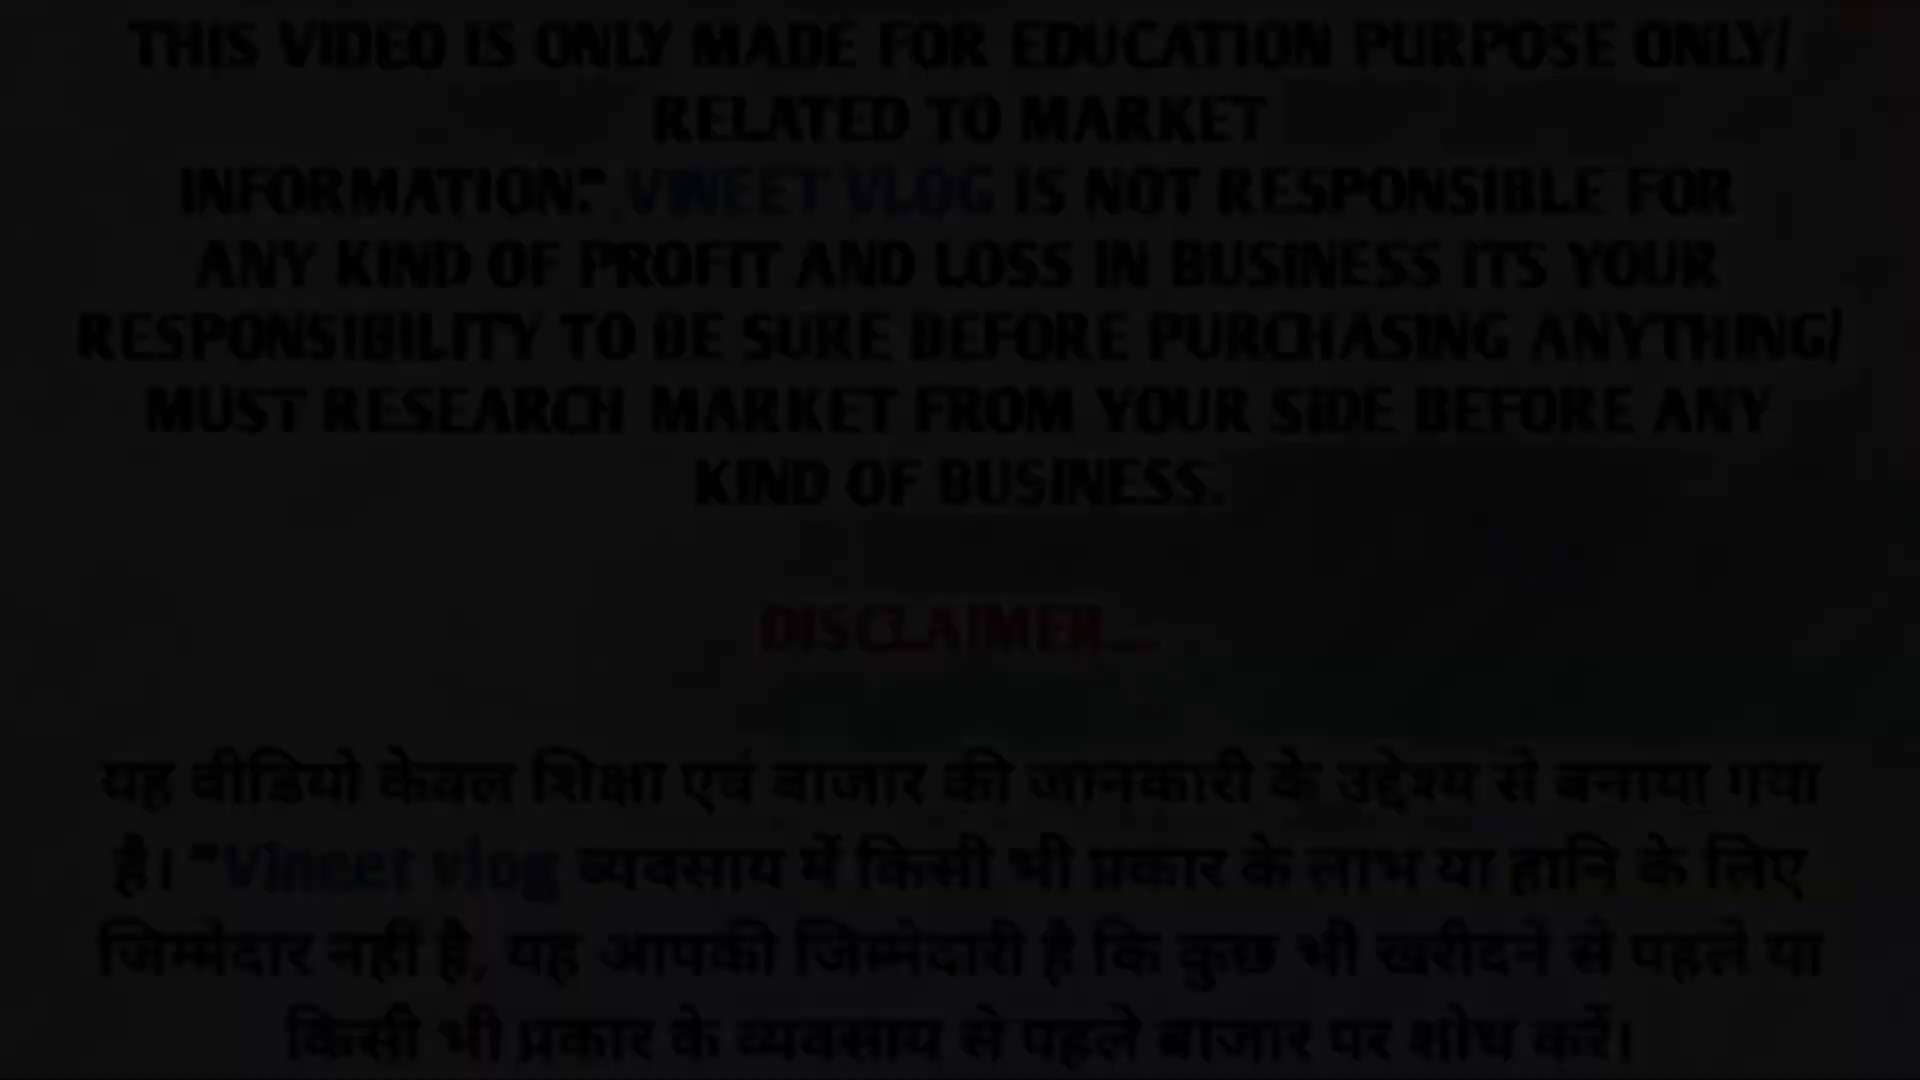 THIS VIDEO IS ONLY MADE FOR EDUCATION PURPOSE ONLY/
RELATED TO MARKET
INFORMATION:" VINEET VLOG IS NOT RESPONSIBLE FOR
ANY KIND OF PROFIT AND LOSS IN BUSINESS ITS YOUR
RESPONSIBILITY TO BE SURE BEFORE PURCHASING ANYTHING/
MUST RESEARCH MARKET FROM YOUR SIDE BEFORE ANY
KIND OF BUSINESS.
DISCLAIMER....
यह वीडियो केवल शिक्षा एवं बाजार की जानकारी के उद्देश्य से बनाया गया
है। "Vineet vlog व्यवसाय में किसी भी प्रकार के लाभ या हानि के लिए
जिम्मेदार नहीं है, यह आपकी जिम्मेदारी है कि कुछ भी खरीदने से पहले या
किसी भी प्रकार के व्यवसाय से पहले बाजार पर शोध करें।